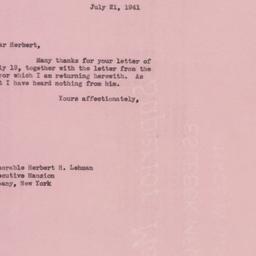 July 21, 1941
ar Herbert,
Many thanks for your letter of
ly 19, together with the letter from the
or which I am returning herewith. As
t I have heard nothing from him.
Yours affectionately,
norable Herbert H. Lehman
ecutive Mansion
bany, New York